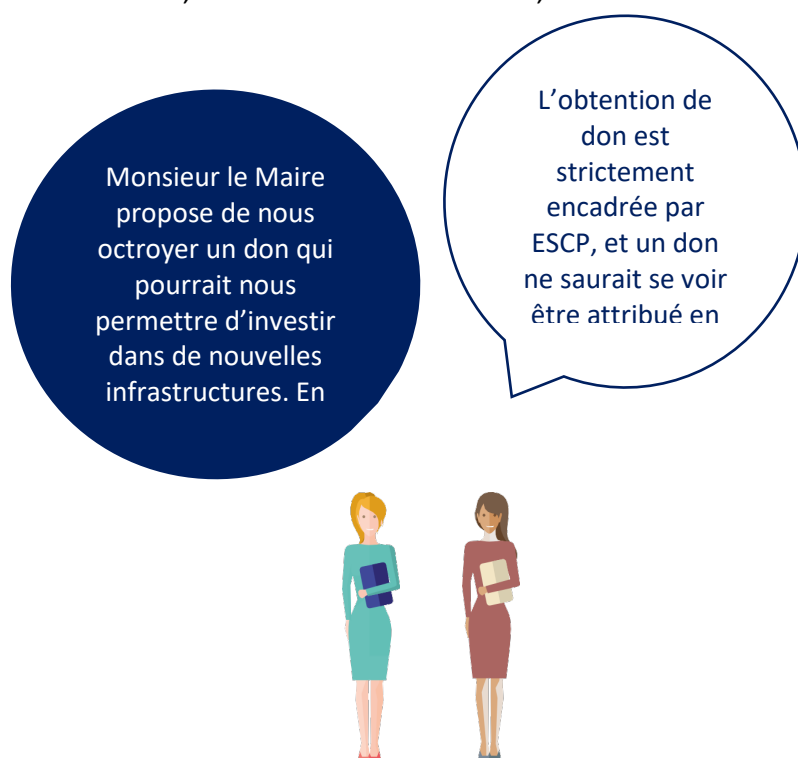 Monsieur le Maire
propose de nous
octroyer un don qui
pourrait nous
permettre d'investir
dans de nouvelles
infrastructures. En
L'obtention de
don est
strictement
encadrée par
ESCP, et un don
ne saurait se voir
être attribué en